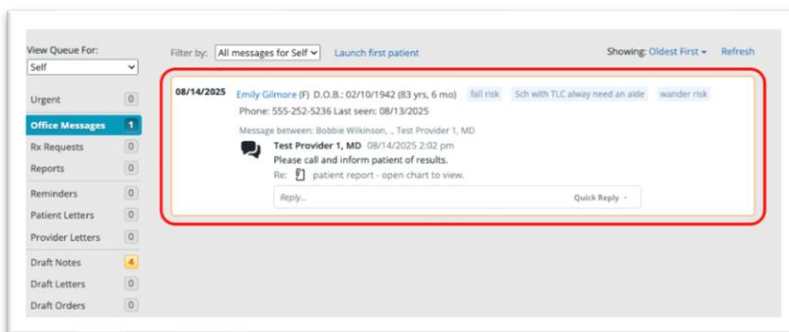 View Queue For:
Self
Urgent 0
Office Messages 1
Rx Requests 0
Reports 0
Reminders 0
Patient Letters 0
Provider Letters 0
Draft Notes 4
Draft Letters 0
Draft Orders 0
Filter by: All messages for Self Launch first patient Showing: Oldest First Refresh
08/14/2025 Emily Gilmore (F) D.O.B.: 02/10/1942 (83 yrs, 6 mo) fall risk Sch with TLC alway need an aide wander risk
Phone: 555-252-5236 Last seen: 08/13/2025
Message between: Bobbie Wilkinson, ., Test Provider 1, MD
Test Provider 1, MD 08/14/2025 2:02 pm
Please call and inform patient of results.
Re: patient report - open chart to view.
Reply... Quick Reply